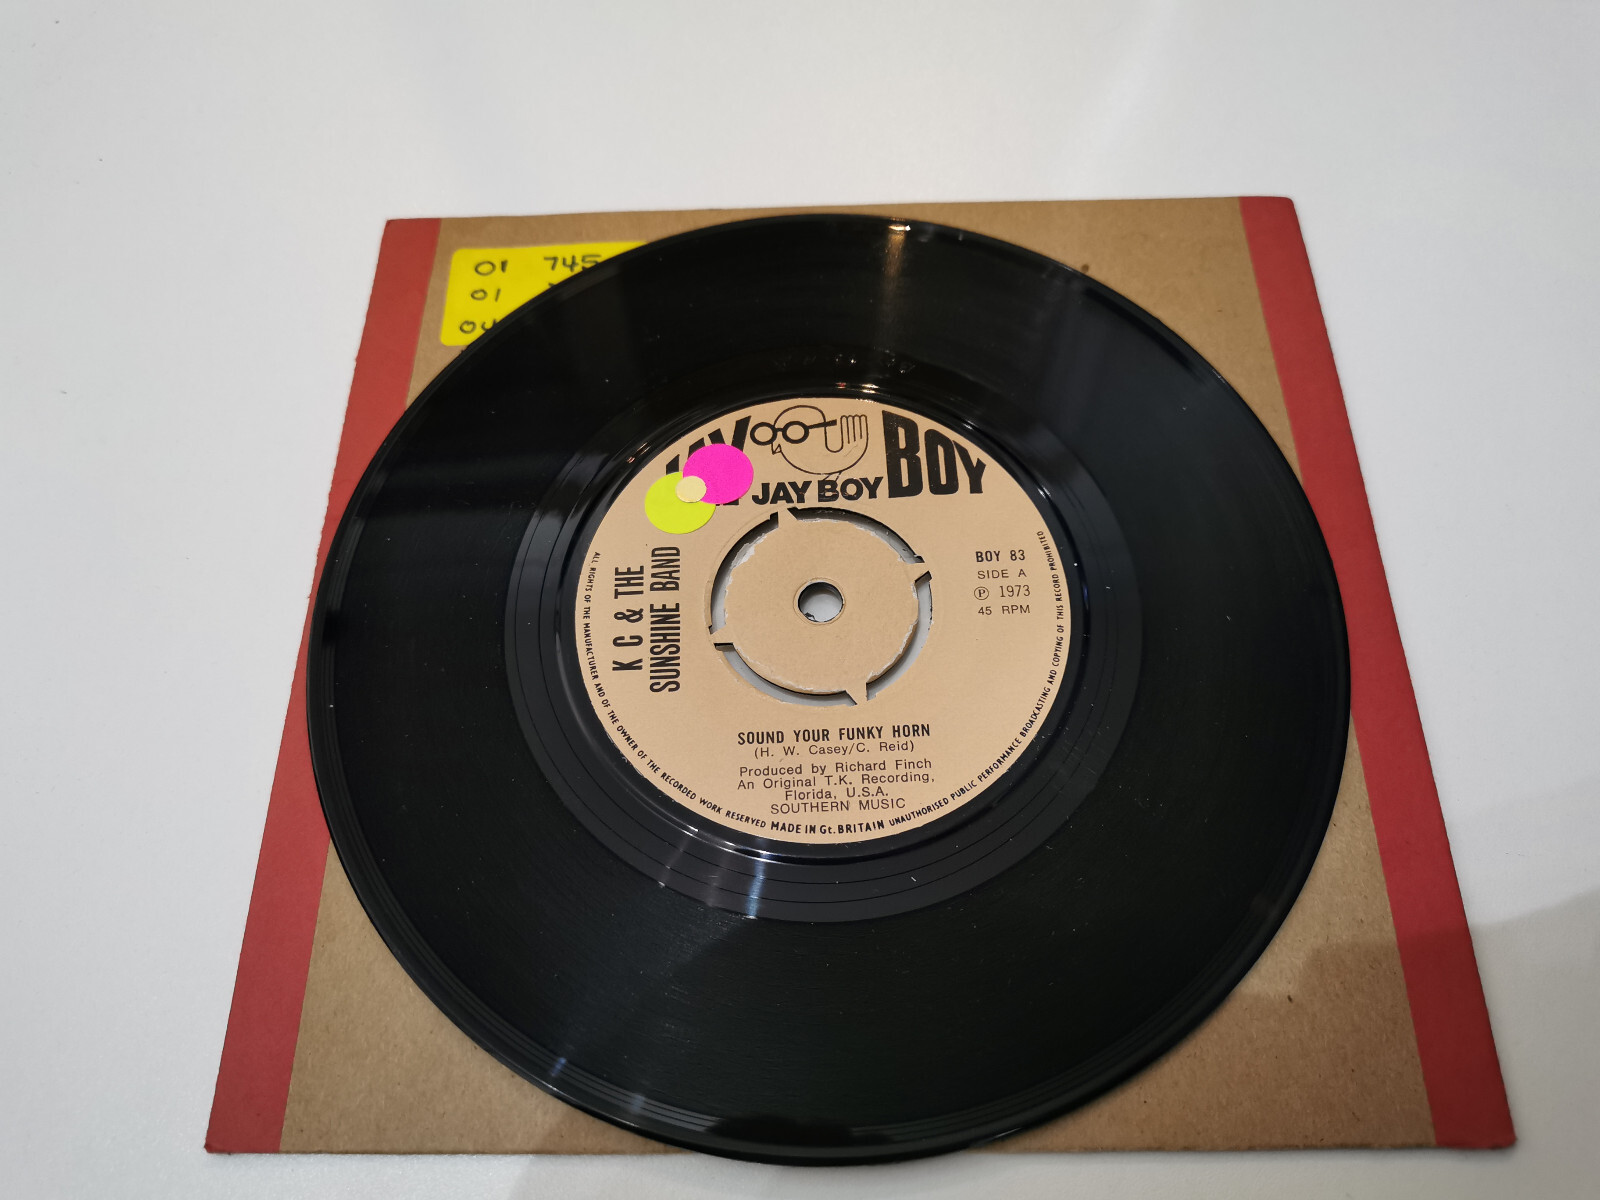 01 745
01
04
JAY BOY
JAY BOY
K C & THE
SUNSHINE BAND
BOY 83
SIDE A
Ⓟ 1973
45 RPM
SOUND YOUR FUNKY HORN
(H. W. Casey/C. Reid)
Produced by Richard Finch
An Original T.K. Recording,
Florida, U.S.A.
SOUTHERN MUSIC
ALL RIGHTS OF THE MANUFACTURER AND OF THE OWNER OF THE RECORDED WORK RESERVED MADE IN Gt. BRITAIN UNAUTHORISED PUBLIC PERFORMANCE BROADCASTING AND COPYING OF THIS RECORD PROHIBITED